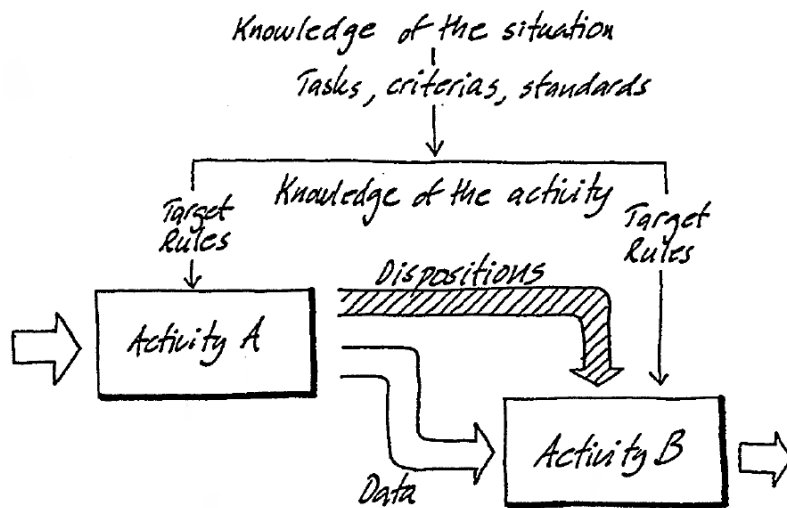 Knowledge of the situation
Tasks, criterias, standards
Knowledge of the activity
Target
Rules
Target
Rules
Dispositions
Activity A
Activity B
Data